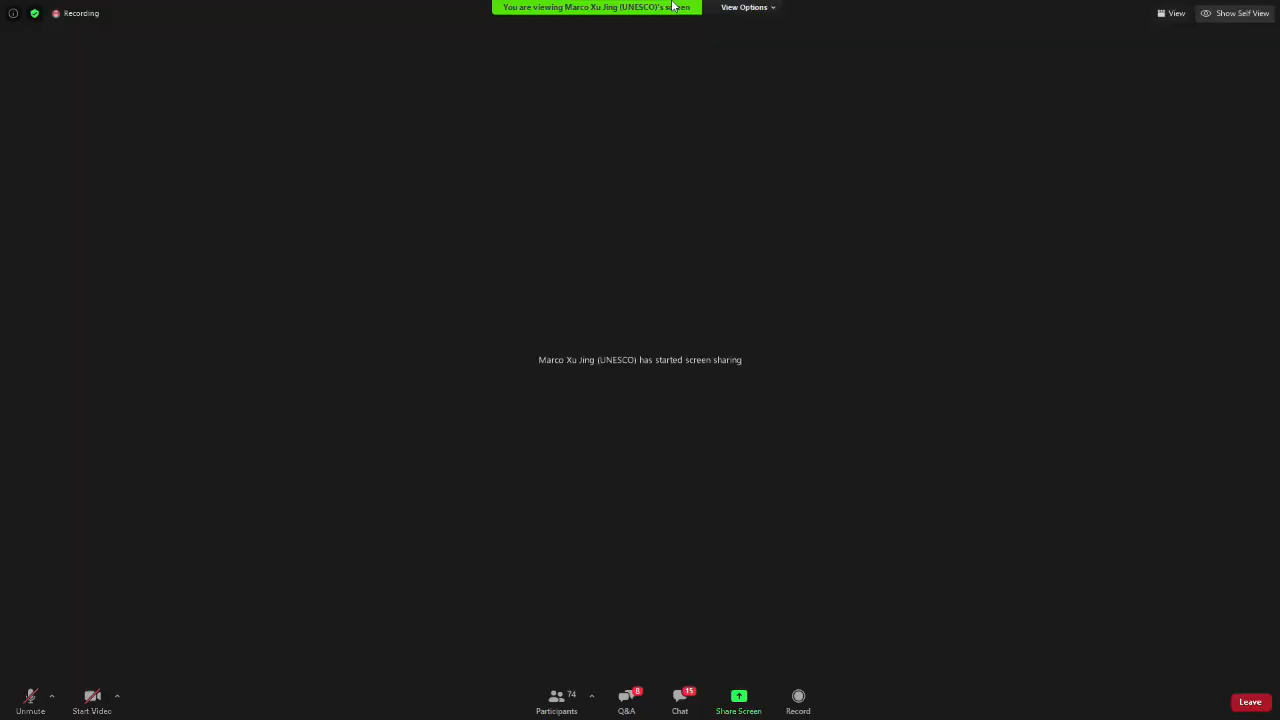 Recording
You are viewing Marco Xu Jing (UNESCO)'s screen
View Options
View
Show Self View
Marco Xu Jing (UNESCO) has started screen sharing
Unmute
Start Video
74
Participants
8
Q&A
15
Chat
Share Screen
Record
Leave